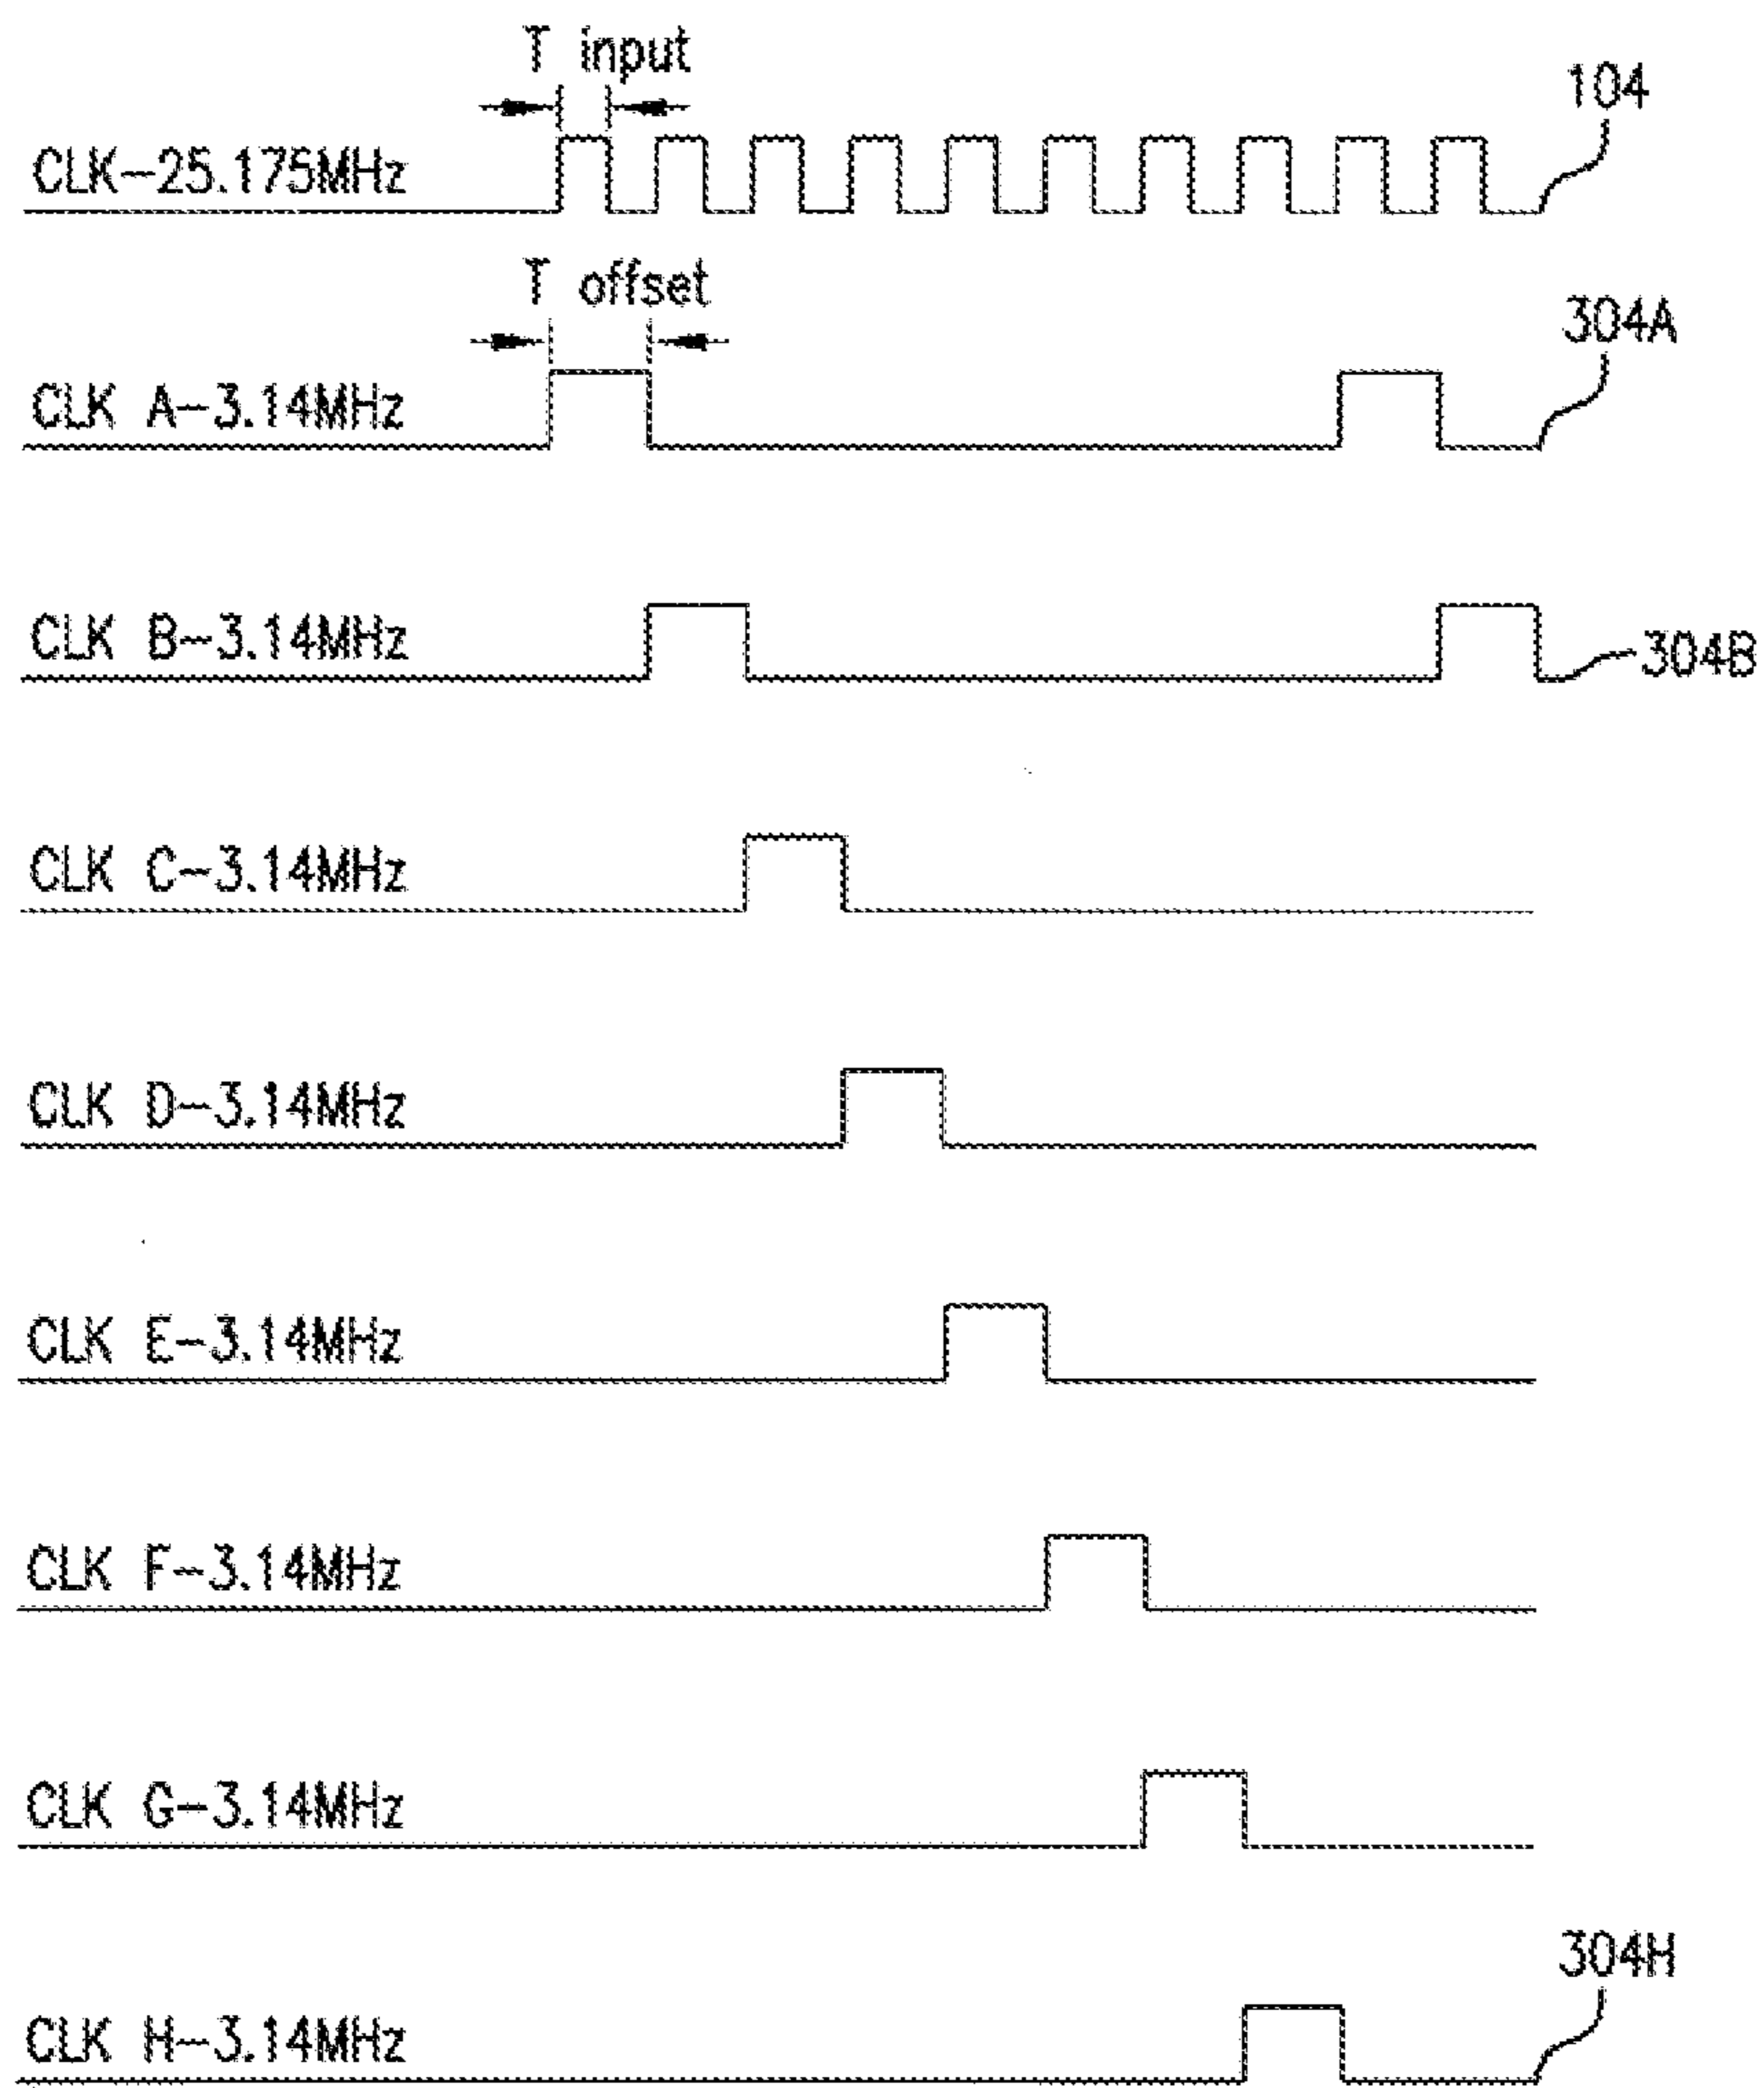 T input
104
CLK-25.175MHz
T offset
304A
CLK A-3.14MHz
CLK B-3.14MHz
304B
CLK C-3.14MHz
CLK D-3.14MHz
CLK E-3.14MHz
CLK F-3.14MHz
CLK G-3.14MHz
304H
CLK H-3.14MHz